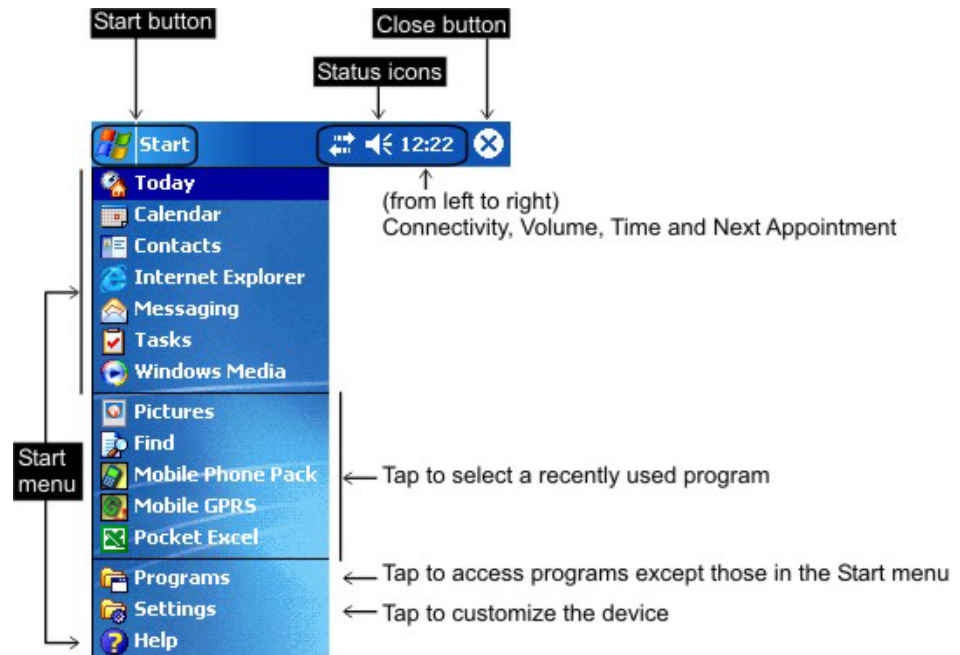 Start button
Close button
Status icons
Start
12:22
(from left to right)
Connectivity, Volume, Time and Next Appointment
Today
Calendar
Contacts
Internet Explorer
Messaging
Tasks
Windows Media
Pictures
Find
Mobile Phone Pack
Mobile GPRS
Pocket Excel
Start
menu
Tap to select a recently used program
Programs
Tap to access programs except those in the Start menu
Settings
Tap to customize the device
Help